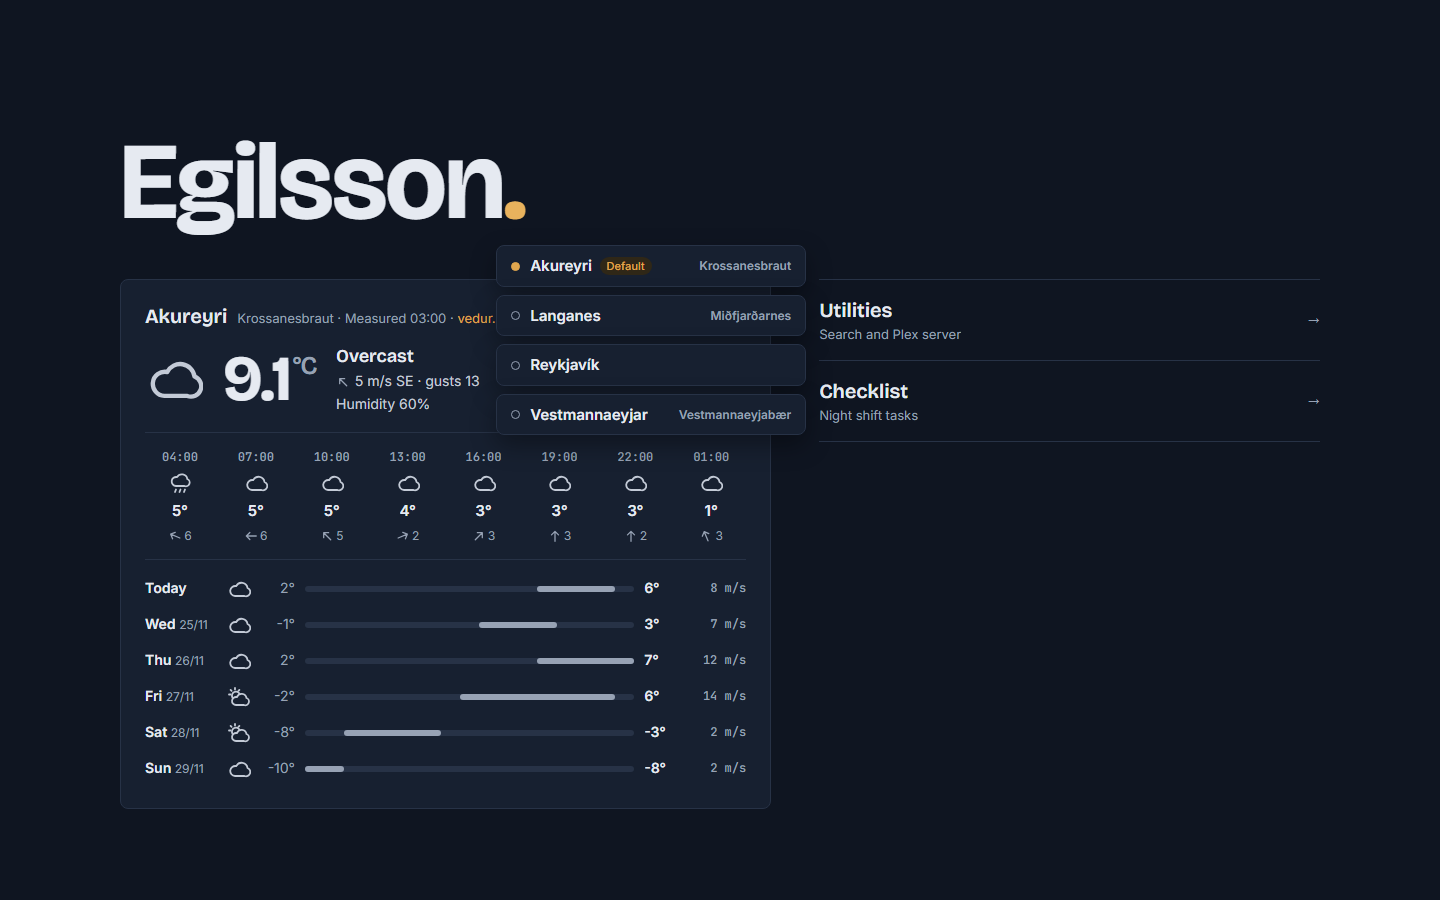 Egilsson.
Akureyri Default Krossanesbraut
Langanes Miðfjarðarnes
Reykjavík
Vestmannaeyjar Vestmannaeyjabær
Akureyri Krossanesbraut · Measured 03:00 · vedur.
9.1°C
Overcast
5 m/s SE · gusts 13
Humidity 60%
04:00 07:00 10:00 13:00 16:00 19:00 22:00 01:00
5° 5° 5° 4° 3° 3° 3° 1°
6 6 5 2 3 3 2 3
Today 2° 6° 8 m/s
Wed 25/11 -1° 3° 7 m/s
Thu 26/11 2° 7° 12 m/s
Fri 27/11 -2° 6° 14 m/s
Sat 28/11 -8° -3° 2 m/s
Sun 29/11 -10° -8° 2 m/s
Utilities
Search and Plex server
Checklist
Night shift tasks